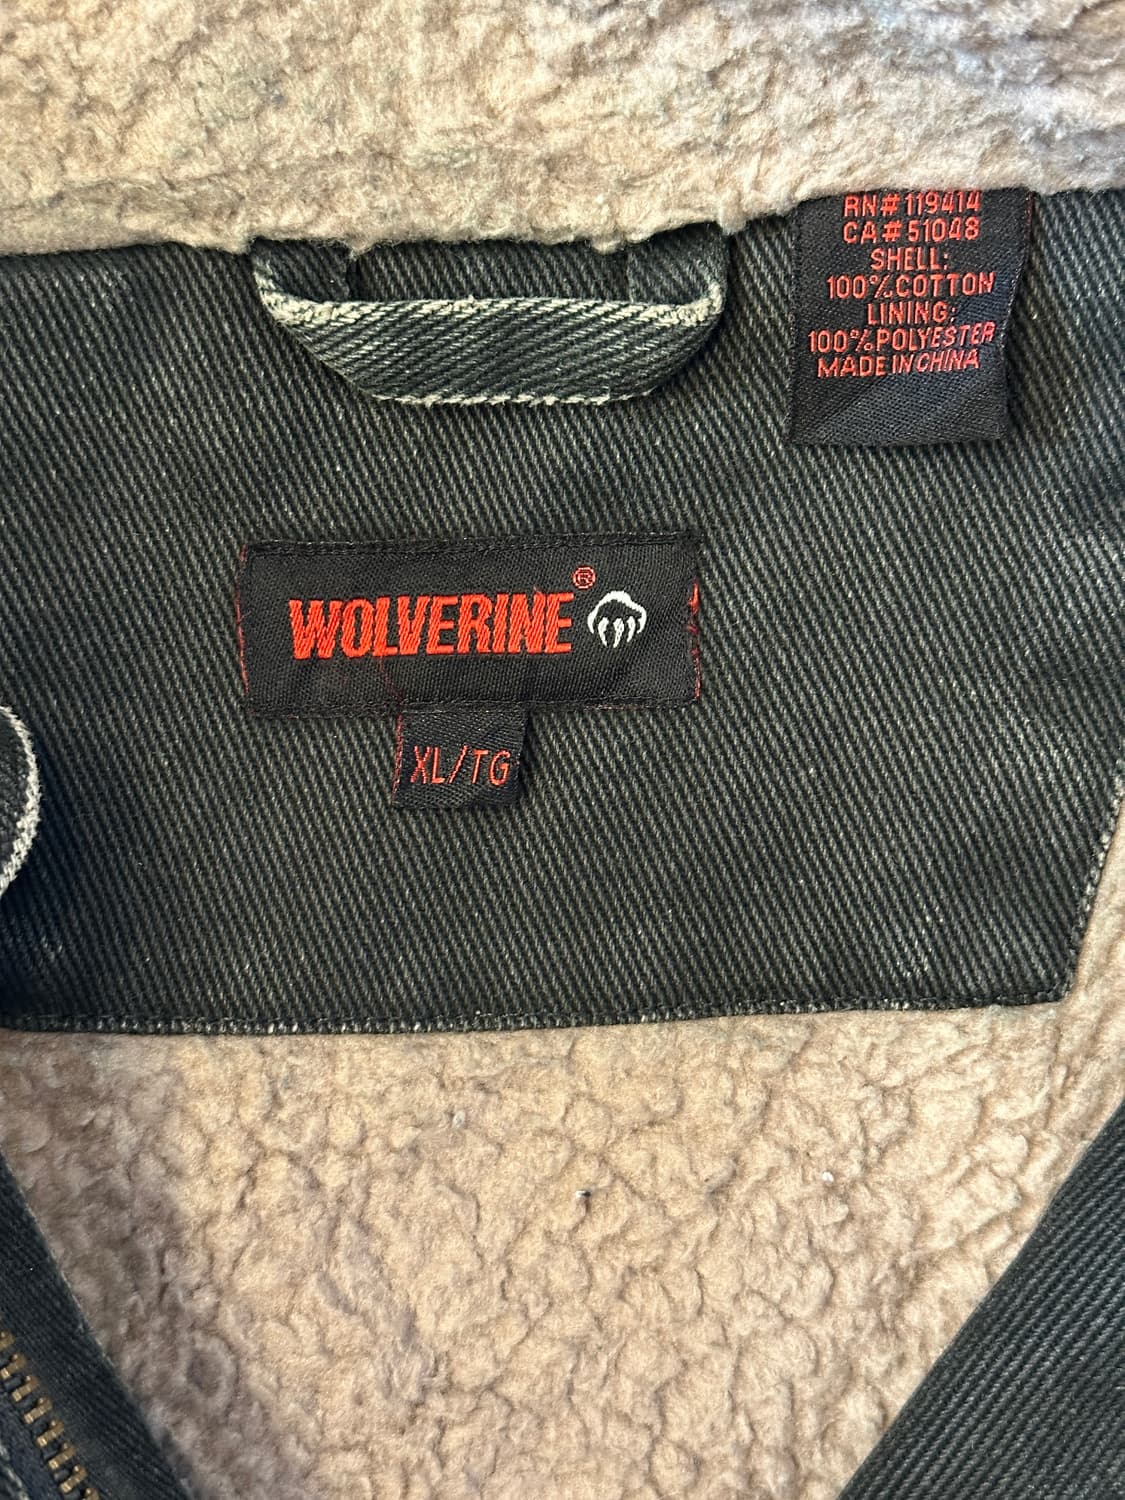 RN# 119414
CA# 51048
SHELL:
100% COTTON
LINING:
100% POLYESTER
MADE IN CHINA
WOLVERINE®
XL/TG